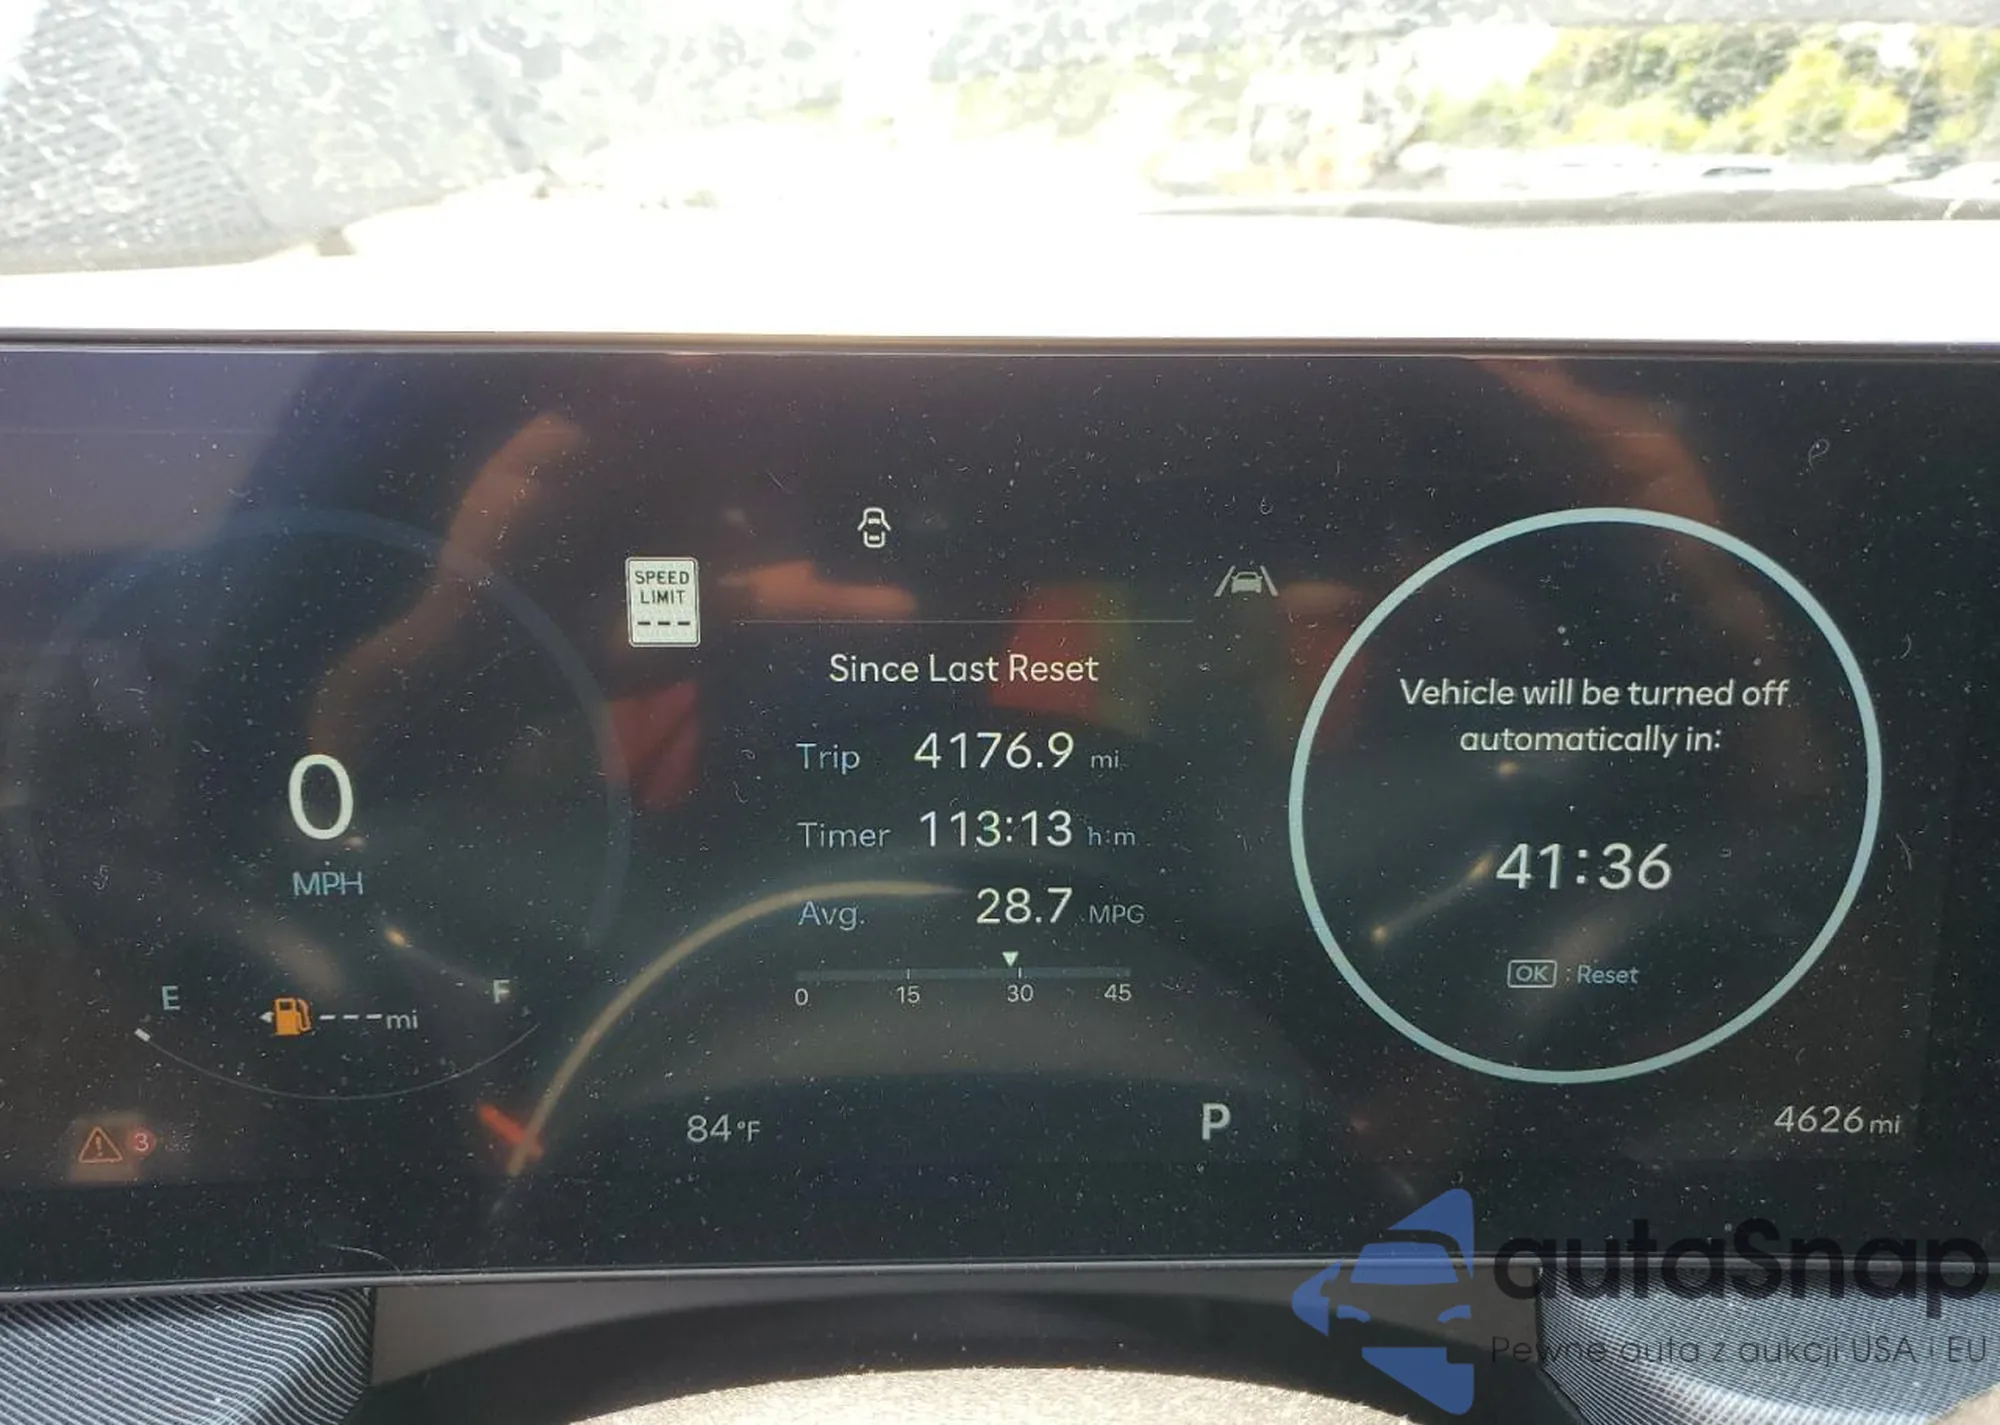 SPEED
LIMIT
---
Since Last Reset
Trip 4176.9 mi
Timer 113:13 h:m
Avg. 28.7 MPG
0 15 30 45
0
MPH
E F
---mi
3
84°F
P
Vehicle will be turned off
automatically in:
41:36
OK : Reset
4626 mi
autaSnap
Pewne auta z aukcji USA i EU